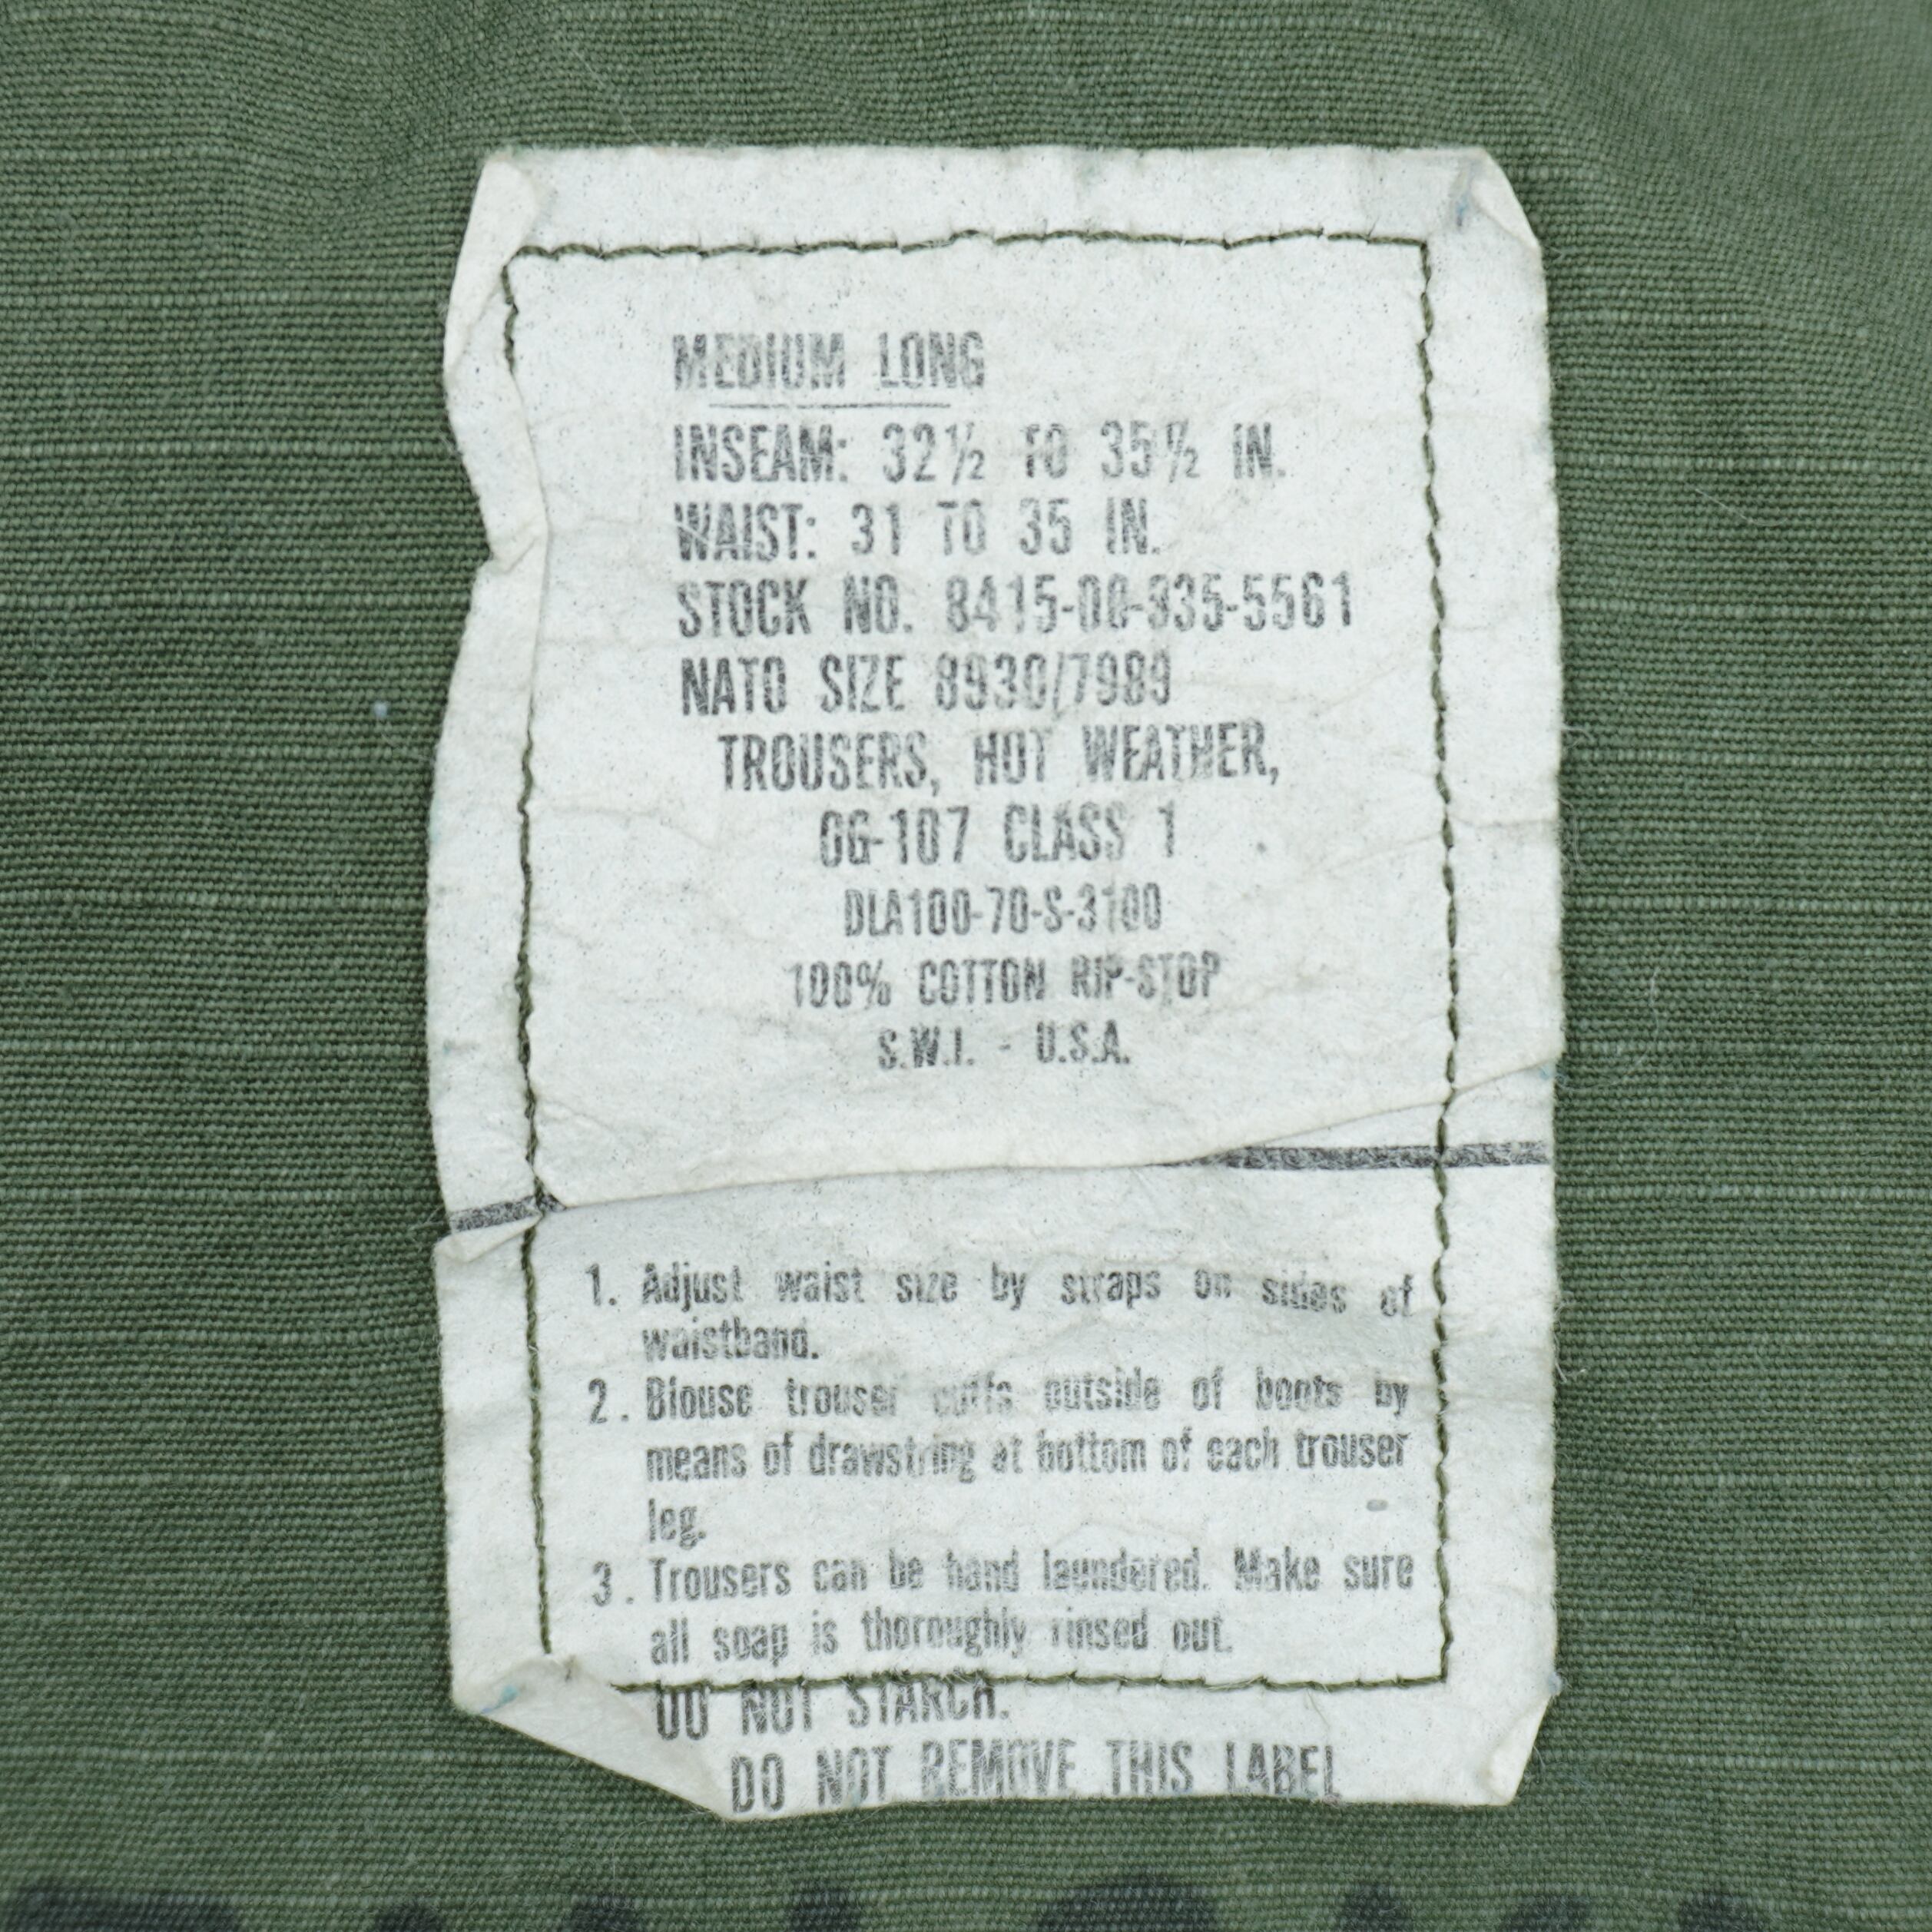 MEDIUM LONG
INSEAM: 32½ TO 35½ IN.
WAIST: 31 TO 35 IN.
STOCK NO. 8415-00-935-5561
NATO SIZE 8930/7989
TROUSERS, HOT WEATHER,
OG-107 CLASS 1
DLA100-70-S-3100
100% COTTON RIP-STOP
S.W.I. - U.S.A.
1. Adjust waist size by straps on sides of
waistband.
2. Blouse trouser cuffs outside of boots by
means of drawstring at bottom of each trouser
leg.
3. Trousers can be hand laundered. Make sure
all soap is thoroughly rinsed out.
DO NOT STARCH.
DO NOT REMOVE THIS LABEL